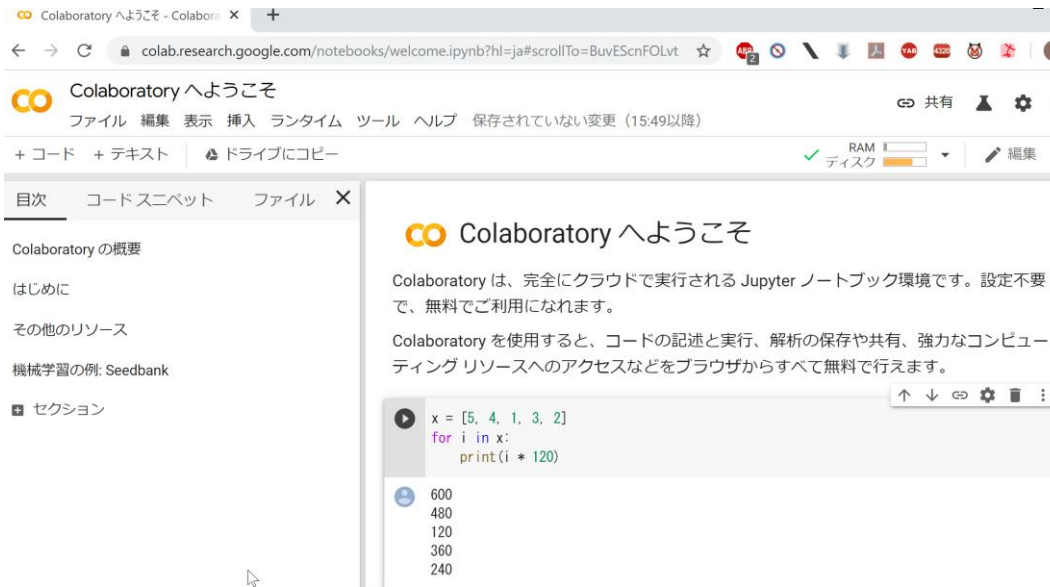 Colaboratory へようこそ - Colabora
colab.research.google.com/notebooks/welcome.ipynb?hl=ja#scrollTo=BuvEScnFOLvt
ABP 2 YAB 4320
Colaboratory へようこそ
共有
ファイル 編集 表示 挿入 ランタイム ツール ヘルプ 保存されていない変更（15:49以降）
+ コード + テキスト ドライブにコピー
RAM
ディスク
編集
目次 コード スニペット ファイル
Colaboratory の概要
はじめに
その他のリソース
機械学習の例: Seedbank
セクション
Colaboratory へようこそ
Colaboratory は、完全にクラウドで実行される Jupyter ノートブック環境です。設定不要
で、無料でご利用になれます。
Colaboratory を使用すると、コードの記述と実行、解析の保存や共有、強力なコンピュー
ティング リソースへのアクセスなどをブラウザからすべて無料で行えます。
x = [5, 4, 1, 3, 2]
for i in x:
    print(i * 120)
600
480
120
360
240